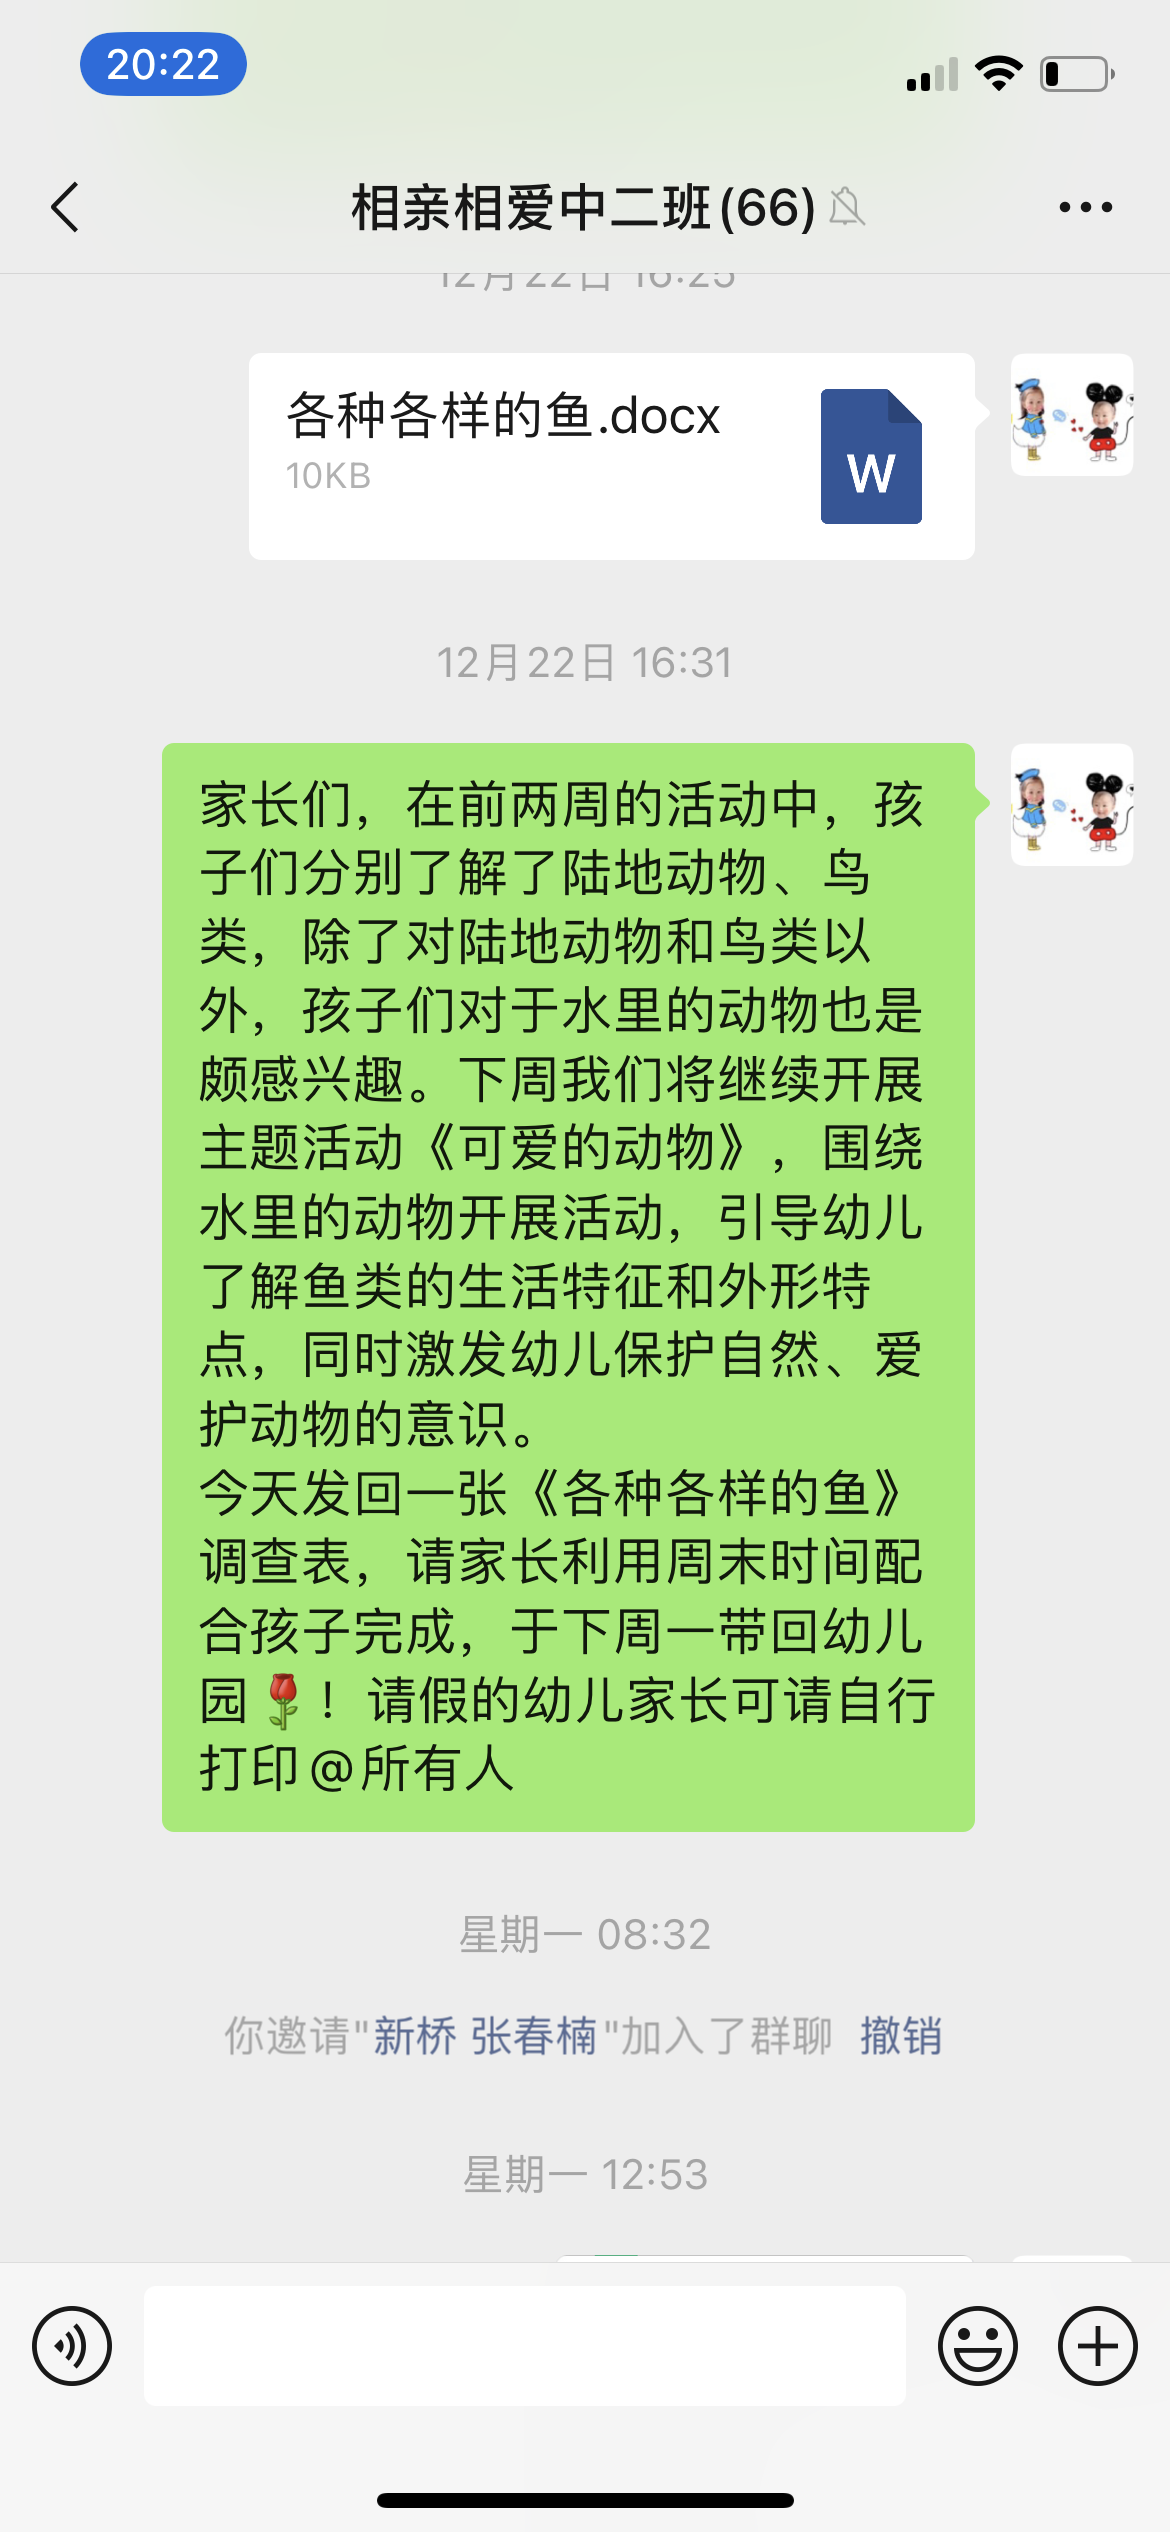 20:22
相亲相爱中二班(66)
12月22日 16:25
各种各样的鱼.docx
10KB
W
12月22日 16:31
家长们，在前两周的活动中，孩
子们分别了解了陆地动物、鸟
类，除了对陆地动物和鸟类以
外，孩子们对于水里的动物也是
颇感兴趣。下周我们将继续开展
主题活动《可爱的动物》，围绕
水里的动物开展活动，引导幼儿
了解鱼类的生活特征和外形特
点，同时激发幼儿保护自然、爱
护动物的意识。
今天发回一张《各种各样的鱼》
调查表，请家长利用周末时间配
合孩子完成，于下周一带回幼儿
园🌹！请假的幼儿家长可请自行
打印@所有人
星期一 08:32
你邀请"新桥 张春楠"加入了群聊 撤销
星期一 12:53